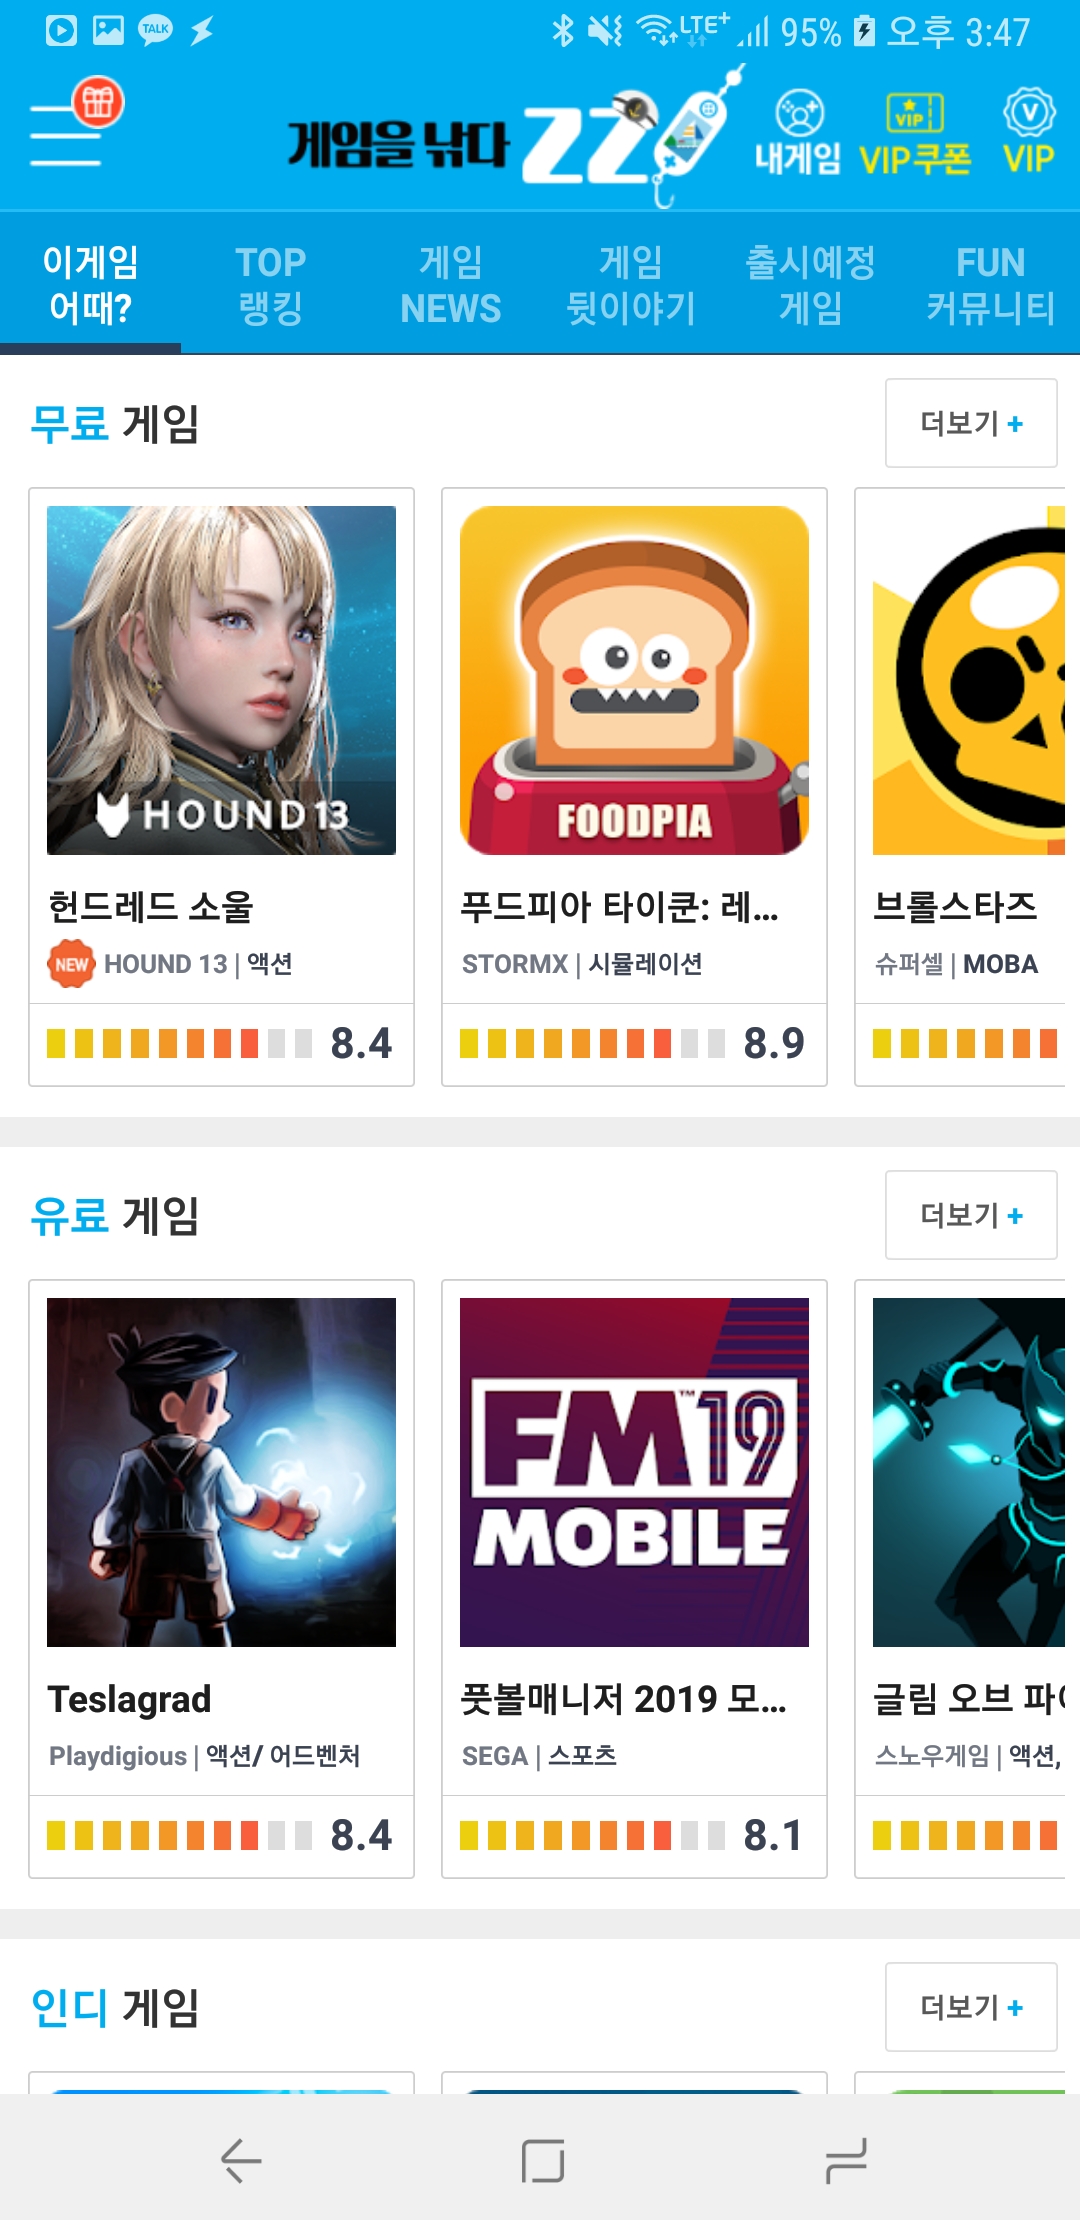 TALK LTE+ 95% 오후 3:47
게임을 낚다 ZZI 내게임 VIP VIP쿠폰 V VIP
이게임 어때?
TOP 랭킹
게임 NEWS
게임 뒷이야기
출시예정 게임
FUN 커뮤니티
무료 게임 더보기 +
HOUND13
FOODPIA
헌드레드 소울
푸드피아 타이쿤: 레...
브롤스타즈
NEW HOUND 13 | 액션
STORMX | 시뮬레이션
슈퍼셀 | MOBA
8.4
8.9
유료 게임 더보기 +
FM™19
MOBILE
Teslagrad
풋볼매니저 2019 모...
글림 오브 파
Playdigious | 액션/ 어드벤처
SEGA | 스포츠
스노우게임 | 액션,
8.4
8.1
인디 게임 더보기 +